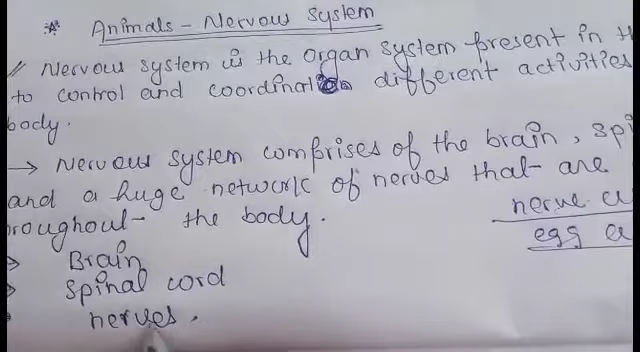 * Animals - Nervous System
// Nervous system is the organ system present in
to control and coordinat different activities
body.
→ Nervous system comprises of the brain,
and a huge network of nerves that are
roughout the body.
nerve
egg
→ Brain
→ Spinal cord
nerves.